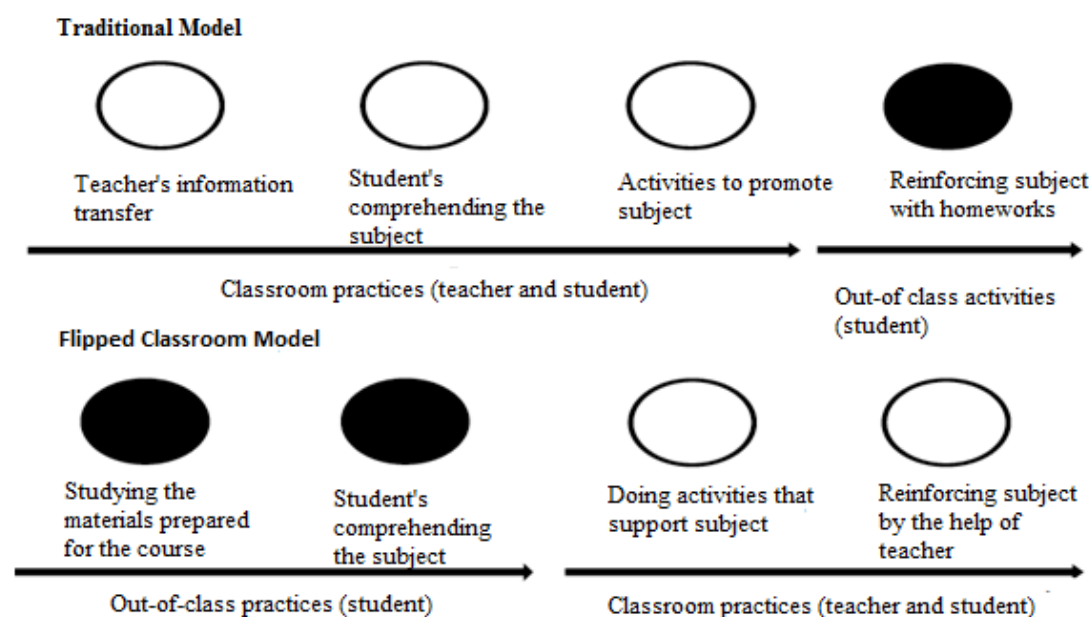 Traditional Model
Teacher's information
transfer
Student's
comprehending the
subject
Activities to promote
subject
Reinforcing subject
with homeworks
Classroom practices (teacher and student)
Out-of class activities
(student)
Flipped Classroom Model
Studying the
materials prepared
for the course
Student's
comprehending
the subject
Doing activities that
support subject
Reinforcing subject
by the help of
teacher
Out-of-class practices (student)
Classroom practices (teacher and student)